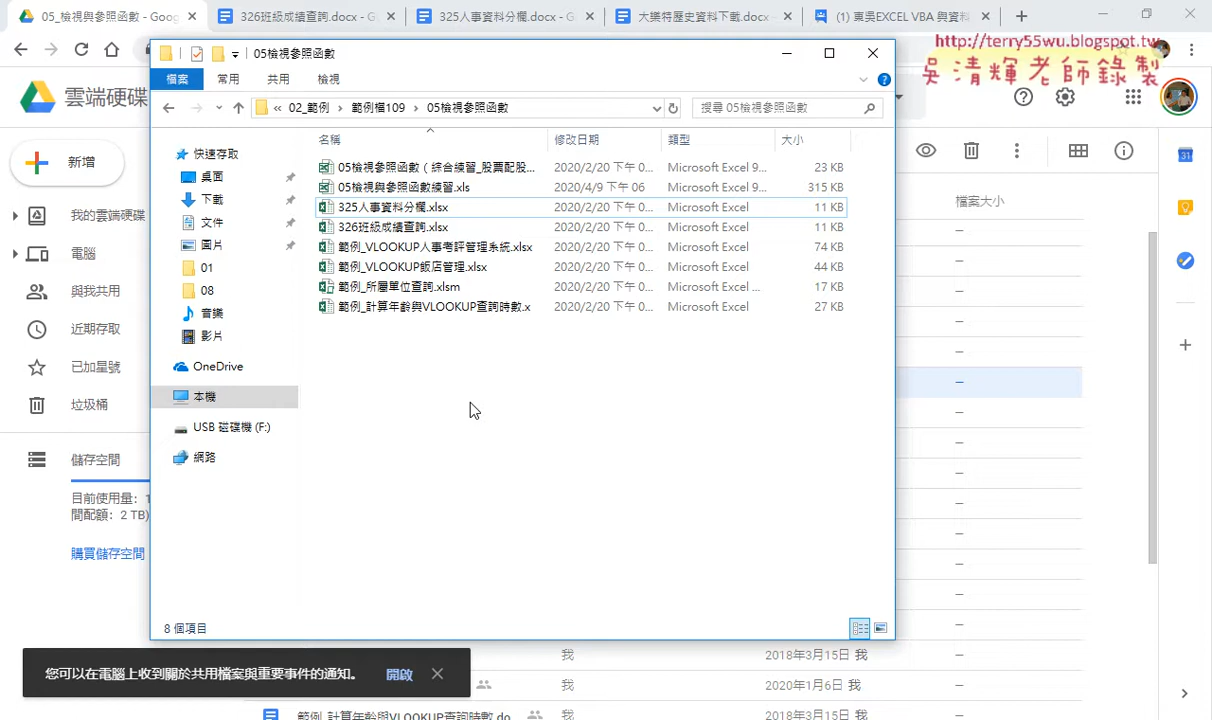 05_檢視與參照函數 - Goog
326班級成績查詢.docx - G
325人事資料分欄.docx - G
大樂特歷史資料下載.docx -
(1) 東吳EXCEL VBA 與資料
http://terry55wu.blogspot.tw
吳清輝老師錄製
雲端硬碟
05檢視參照函數
檔案
常用
共用
檢視
« 02_範例 › 範例檔109 › 05檢視參照函數
搜尋 05檢視參照函數
名稱 修改日期 類型 大小
05檢視參照函數 ( 綜合練習_股票配股... 2020/2/20 下午 0... Microsoft Excel 9... 23 KB
05檢視與參照函數練習.xls 2020/4/9 下午 06 Microsoft Excel 9... 315 KB
325人事資料分欄.xlsx 2020/2/20 下午 0... Microsoft Excel 11 KB
326班級成績查詢.xlsx 2020/2/20 下午 0... Microsoft Excel 11 KB
範例_VLOOKUP人事考評管理系統.xlsx 2020/2/20 下午 0... Microsoft Excel 74 KB
範例_VLOOKUP飯店管理.xlsx 2020/2/20 下午 0... Microsoft Excel 44 KB
範例_所屬單位查詢.xlsm 2020/2/20 下午 0... Microsoft Excel ... 17 KB
範例_計算年齡與VLOOKUP查詢時數.x 2020/2/20 下午 0... Microsoft Excel 27 KB
快速存取
桌面
下載
文件
圖片
01
08
音樂
影片
OneDrive
本機
USB 磁碟機 (F:)
網路
8 個項目
新增
我的雲端硬碟
電腦
與我共用
近期存取
已加星號
垃圾桶
儲存空間
目前使用量: 1
間配額: 2 TB)
購買儲存空間
檔案大小
31
–
–
–
–
–
–
–
–
–
–
–
–
–
–
您可以在電腦上收到關於共用檔案與重要事件的通知。 開啟
我 2018年3月15日 我 –
我 2020年1月6日 我 –
範例_計算年齡與VLOOKUP查詢時數.do 我 2018年3月15日 我 –